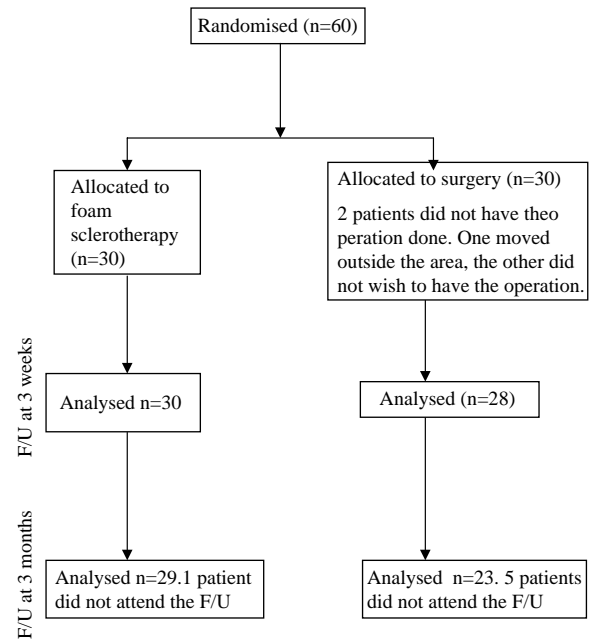 Randomised (n=60)
Allocated to
foam
sclerotherapy
(n=30)
Allocated to surgery (n=30)
2 patients did not have theo
peration done. One moved
outside the area, the other did
not wish to have the operation.
F/U at 3 weeks
Analysed n=30
Analysed (n=28)
F/U at 3 months
Analysed n=29.1 patient
did not attend the F/U
Analysed n=23. 5 patients
did not attend the F/U